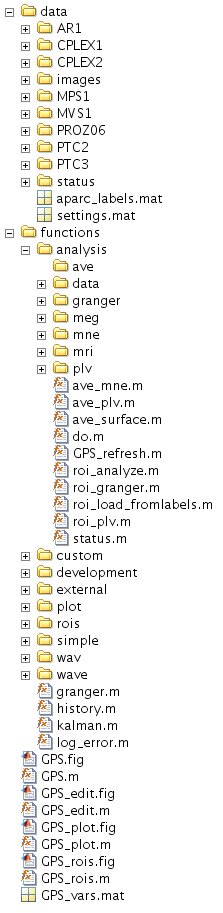 data
AR1
CPLEX1
CPLEX2
images
MPS1
MVS1
PROZ06
PTC2
PTC3
status
aparc_labels.mat
settings.mat
functions
analysis
ave
data
granger
meg
mne
mri
plv
ave_mne.m
ave_plv.m
ave_surface.m
do.m
GPS_refresh.m
roi_analyze.m
roi_granger.m
roi_load_fromlabels.m
roi_plv.m
status.m
custom
development
external
plot
rois
simple
wav
wave
granger.m
history.m
kalman.m
log_error.m
GPS.fig
GPS.m
GPS_edit.fig
GPS_edit.m
GPS_plot.fig
GPS_plot.m
GPS_rois.fig
GPS_rois.m
GPS_vars.mat